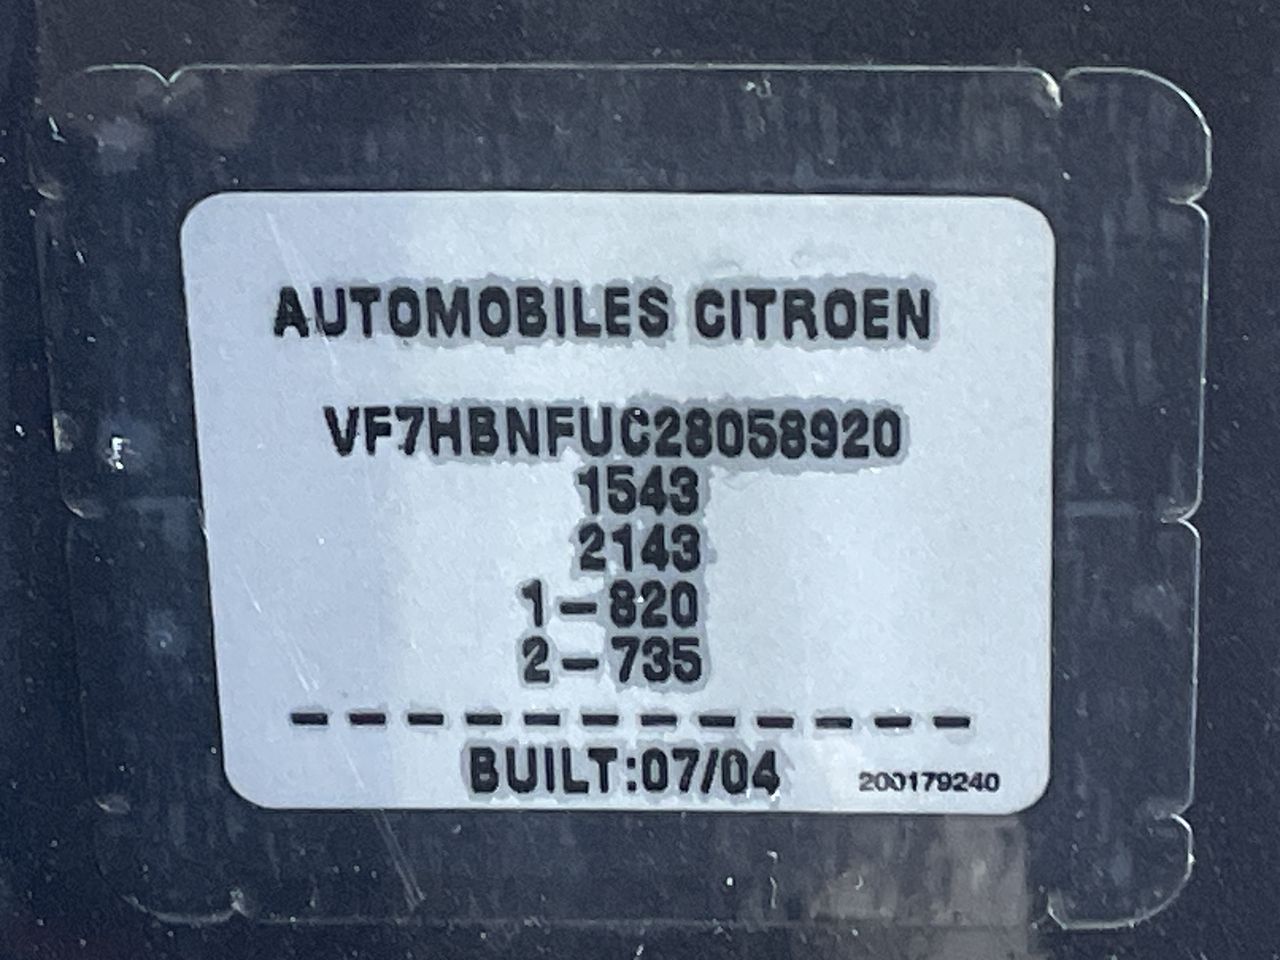 AUTOMOBILES CITROEN
VF7HBNFUC28058920
1543
2143
1-820
2-735
------------
BUILT:07/04
200179240